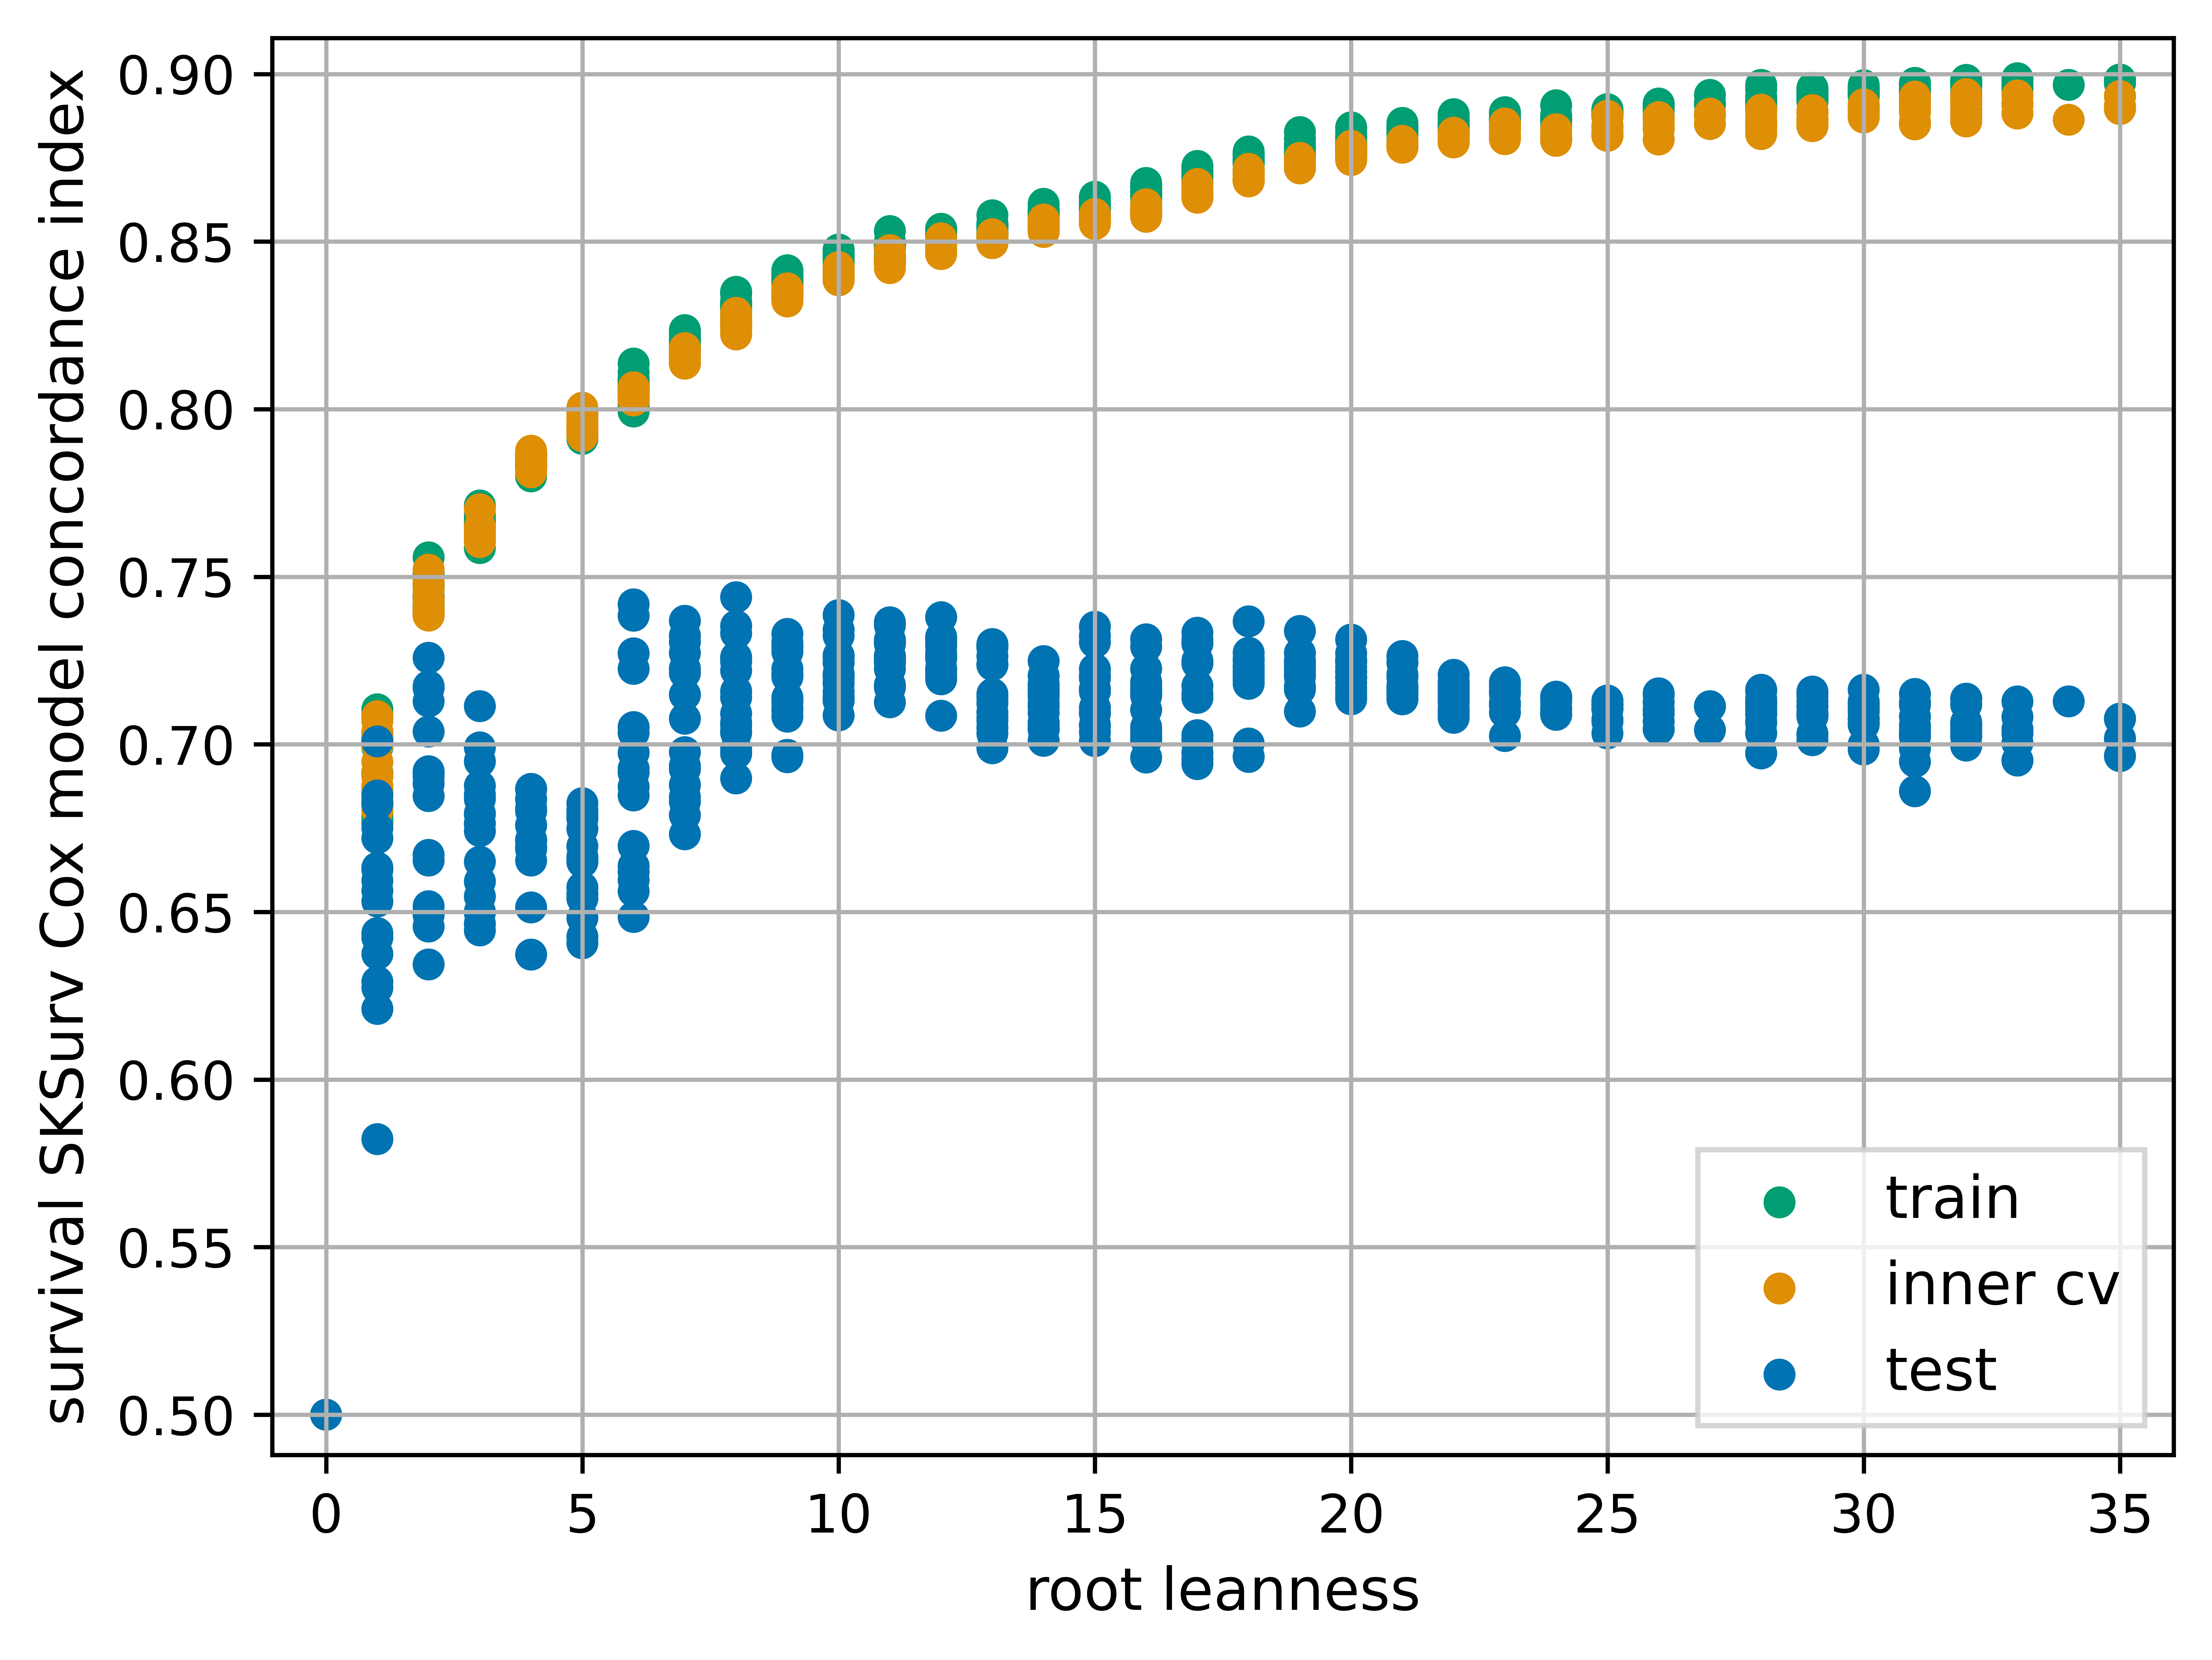 survival SKSurv Cox model concordance index
0.90
0.85
0.80
0.75
0.70
0.65
0.60
0.55
0.50
train
inner cv
test
0 5 10 15 20 25 30 35
root leanness